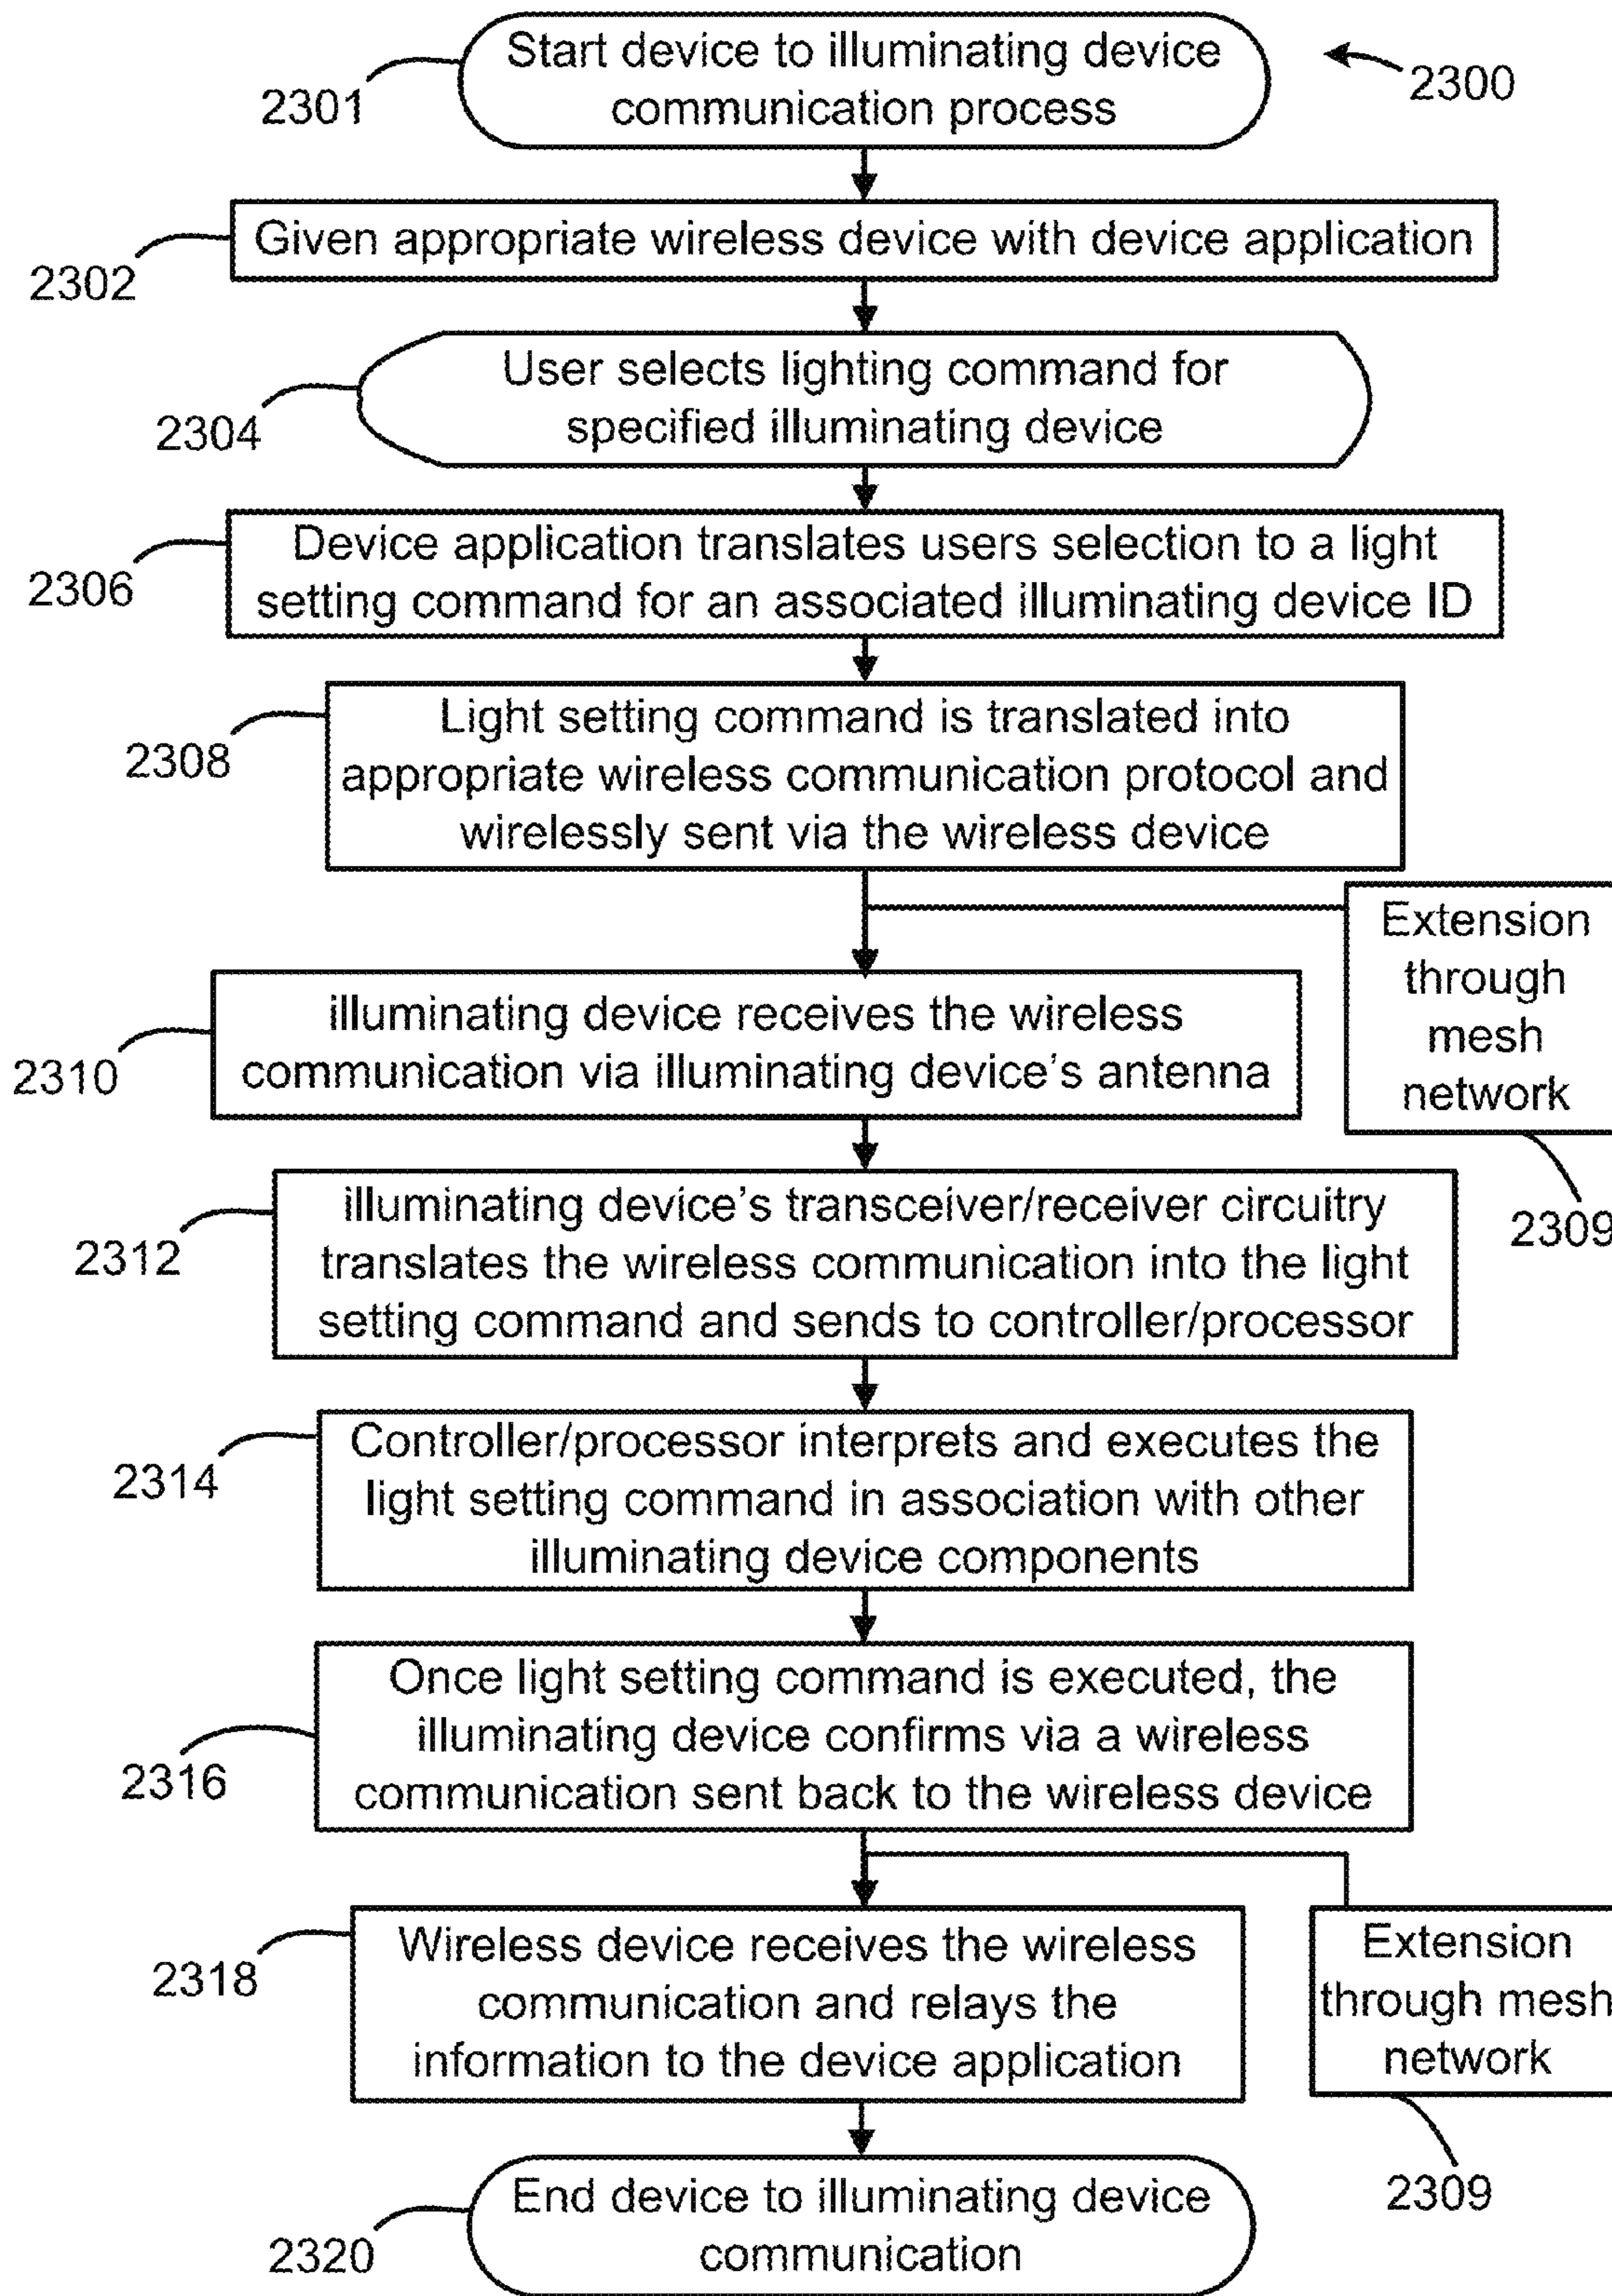 Start device to illuminating device
communication process
2301
2300
Given appropriate wireless device with device application
2302
User selects lighting command for
specified illuminating device
2304
Device application translates users selection to a light
setting command for an associated illuminating device ID
2306
Light setting command is translated into
appropriate wireless communication protocol and
wirelessly sent via the wireless device
2308
Extension
through
mesh
network
2309
illuminating device receives the wireless
communication via illuminating device's antenna
2310
illuminating device's transceiver/receiver circuitry
translates the wireless communication into the light
setting command and sends to controller/processor
2312
Controller/processor interprets and executes the
light setting command in association with other
illuminating device components
2314
Once light setting command is executed, the
illuminating device confirms via a wireless
communication sent back to the wireless device
2316
Wireless device receives the wireless
communication and relays the
information to the device application
2318
Extension
through mesh
network
2309
End device to illuminating device
communication
2320